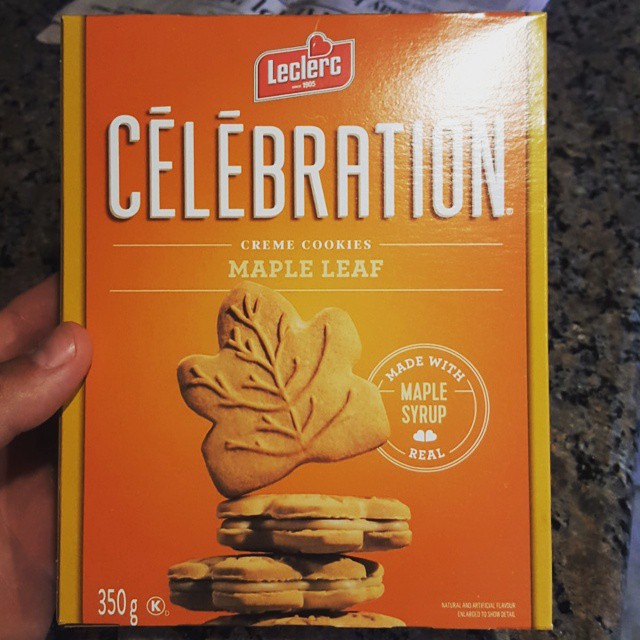 Leclerc
SINCE 1905
CĒLĒBRATION®
CREME COOKIES
MAPLE LEAF
MADE WITH
MAPLE
SYRUP
REAL
350g K D
NATURAL AND ARTIFICIAL FLAVOUR
ENLARGED TO SHOW DETAIL